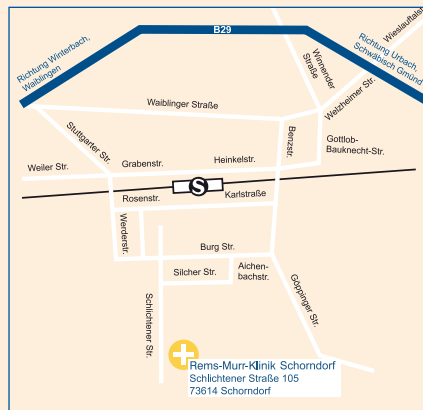 B29
Richtung Winterbach,
Waiblingen
Winnender
Straße
Wieslauftalstr.
Richtung Urbach,
Schwäbisch Gmünd
Welzheimer Str.
Waiblinger Straße
Stuttgarter Str.
Benzstr.
Gottlob-
Bauknecht-Str.
Weiler Str.
Grabenstr.
Heinkelstr.
S
Rosenstr.
Karlstraße
Werderstr.
Burg Str.
Silcher Str.
Aichen-
bachstr.
Göppinger Str.
Schlichtener Str.
Rems-Murr-Klinik Schorndorf
Schlichtener Straße 105
73614 Schorndorf